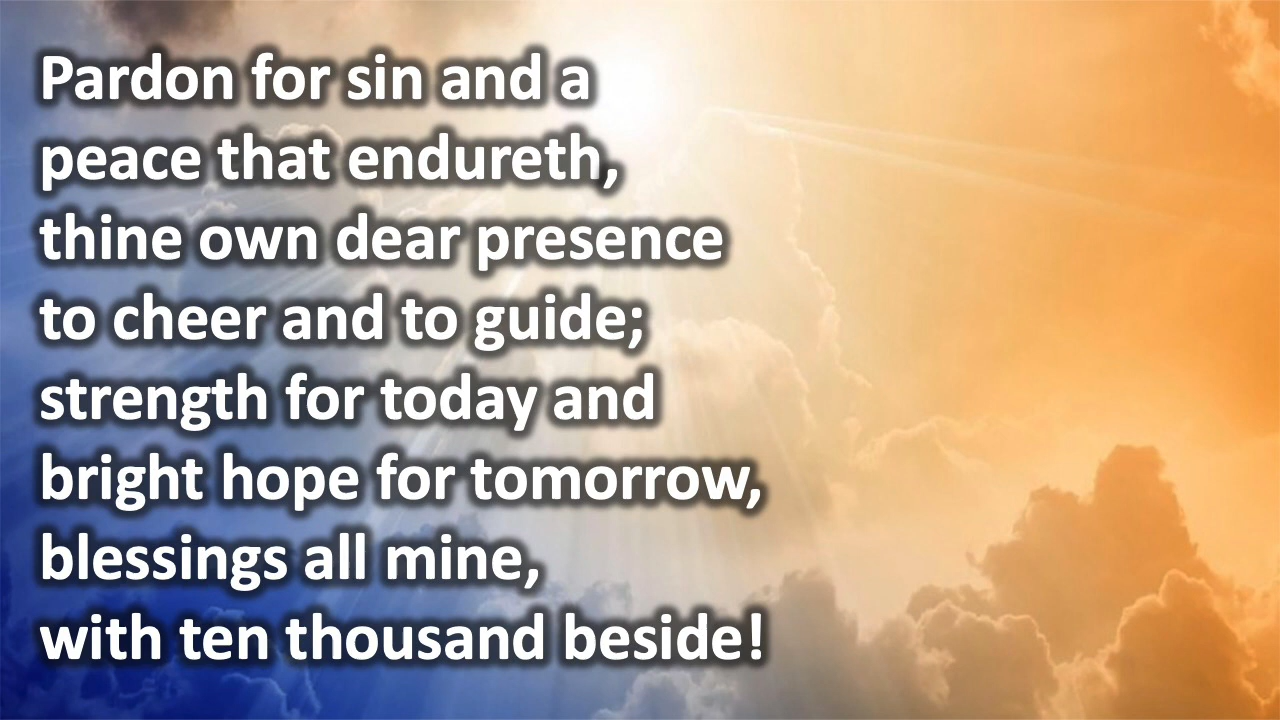 Pardon for sin and a
peace that endureth,
thine own dear presence
to cheer and to guide;
strength for today and
bright hope for tomorrow,
blessings all mine,
with ten thousand beside!